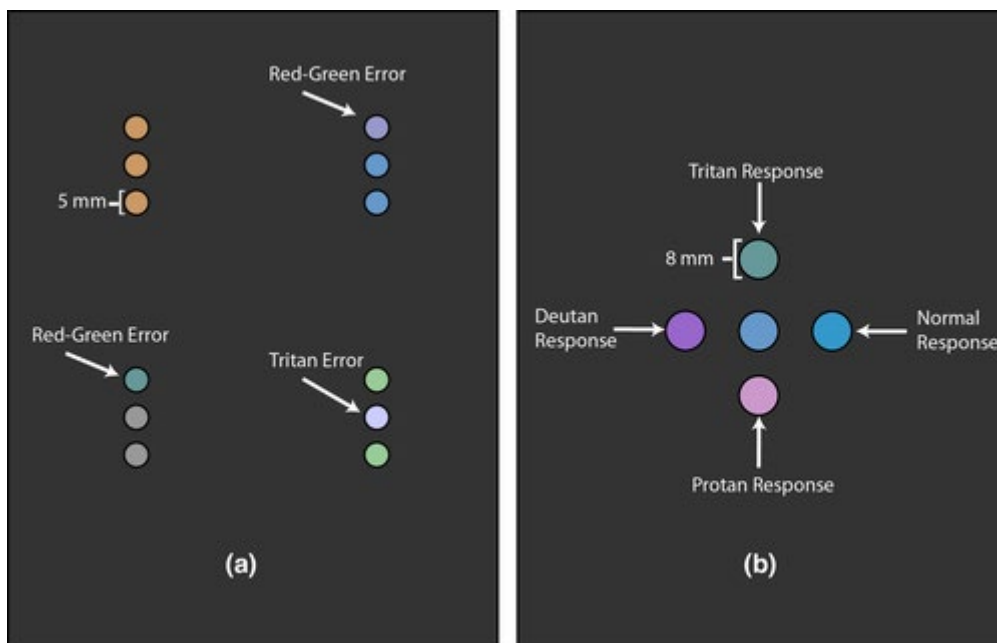 Red-Green Error
5 mm
Red-Green Error
Tritan Error
(a)
Tritan Response
8 mm
Deutan
Response
Normal
Response
Protan Response
(b)